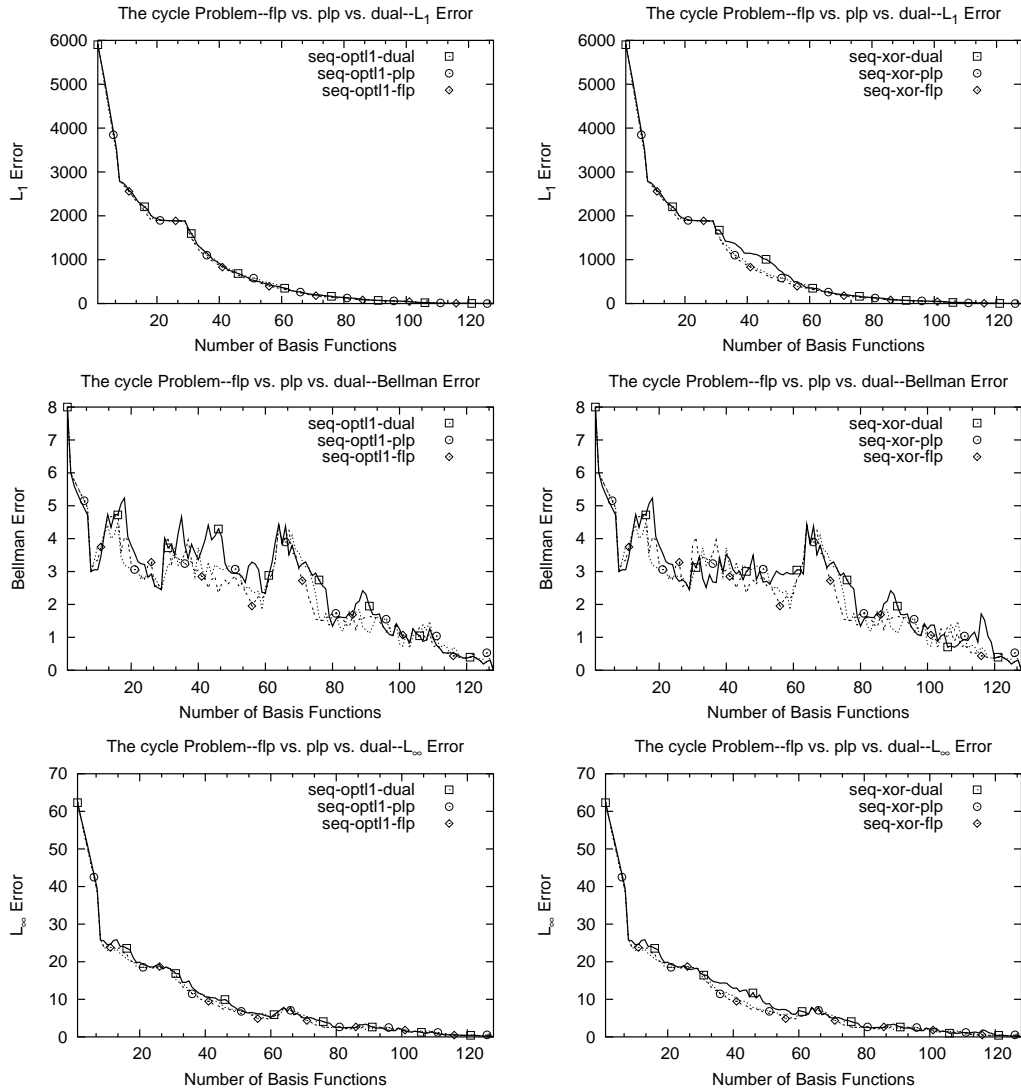 The cycle Problem--flp vs. plp vs. dual--L1 Error
6000
5000
4000
3000
2000
1000
0
L1 Error
seq-optl1-dual
seq-optl1-plp
seq-optl1-flp
20 40 60 80 100 120
Number of Basis Functions
The cycle Problem--flp vs. plp vs. dual--L1 Error
6000
5000
4000
3000
2000
1000
0
L1 Error
seq-xor-dual
seq-xor-plp
seq-xor-flp
20 40 60 80 100 120
Number of Basis Functions
The cycle Problem--flp vs. plp vs. dual--Bellman Error
8
7
6
5
4
3
2
1
0
Bellman Error
seq-optl1-dual
seq-optl1-plp
seq-optl1-flp
20 40 60 80 100 120
Number of Basis Functions
The cycle Problem--flp vs. plp vs. dual--Bellman Error
8
7
6
5
4
3
2
1
0
Bellman Error
seq-xor-dual
seq-xor-plp
seq-xor-flp
20 40 60 80 100 120
Number of Basis Functions
The cycle Problem--flp vs. plp vs. dual--L∞ Error
70
60
50
40
30
20
10
0
L∞ Error
seq-optl1-dual
seq-optl1-plp
seq-optl1-flp
20 40 60 80 100 120
Number of Basis Functions
The cycle Problem--flp vs. plp vs. dual--L∞ Error
70
60
50
40
30
20
10
0
L∞ Error
seq-xor-dual
seq-xor-plp
seq-xor-flp
20 40 60 80 100 120
Number of Basis Functions